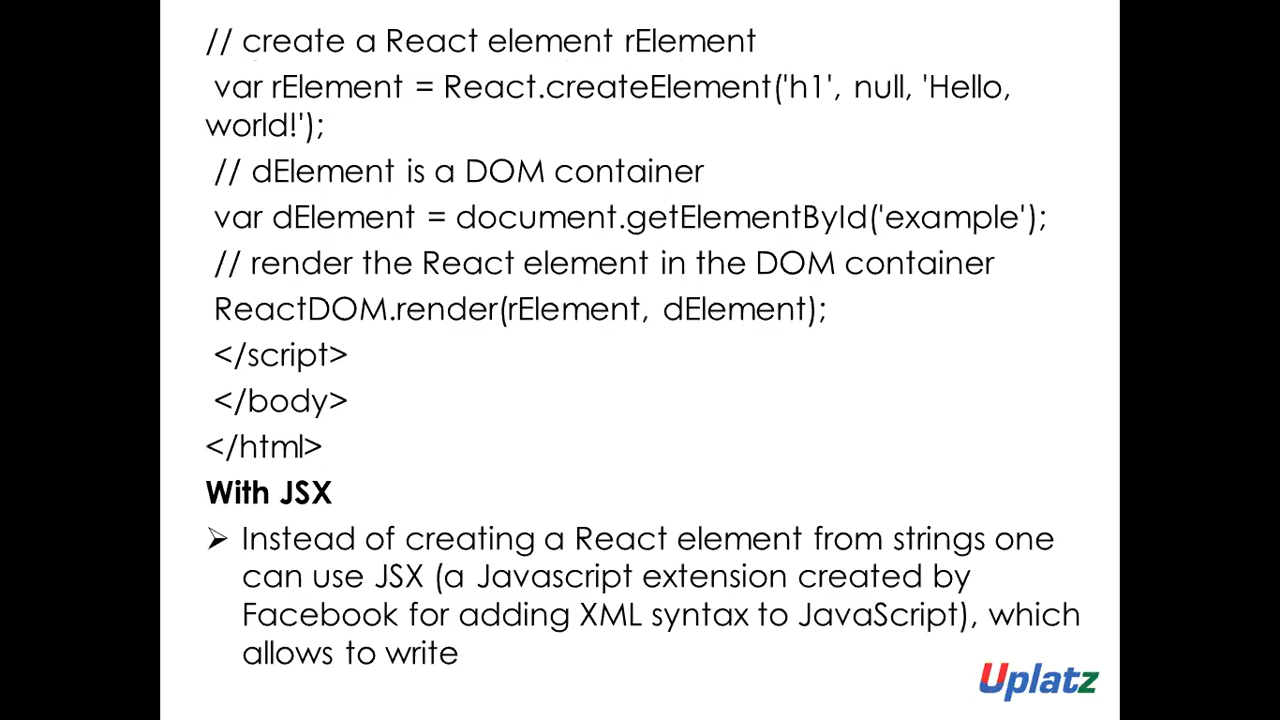 // create a React element rElement
var rElement = React.createElement('h1', null, 'Hello,
world!');
// dElement is a DOM container
var dElement = document.getElementById('example');
// render the React element in the DOM container
ReactDOM.render(rElement, dElement);
</script>
</body>
</html>
With JSX
➢ Instead of creating a React element from strings one
can use JSX (a Javascript extension created by
Facebook for adding XML syntax to JavaScript), which
allows to write
Uplatz